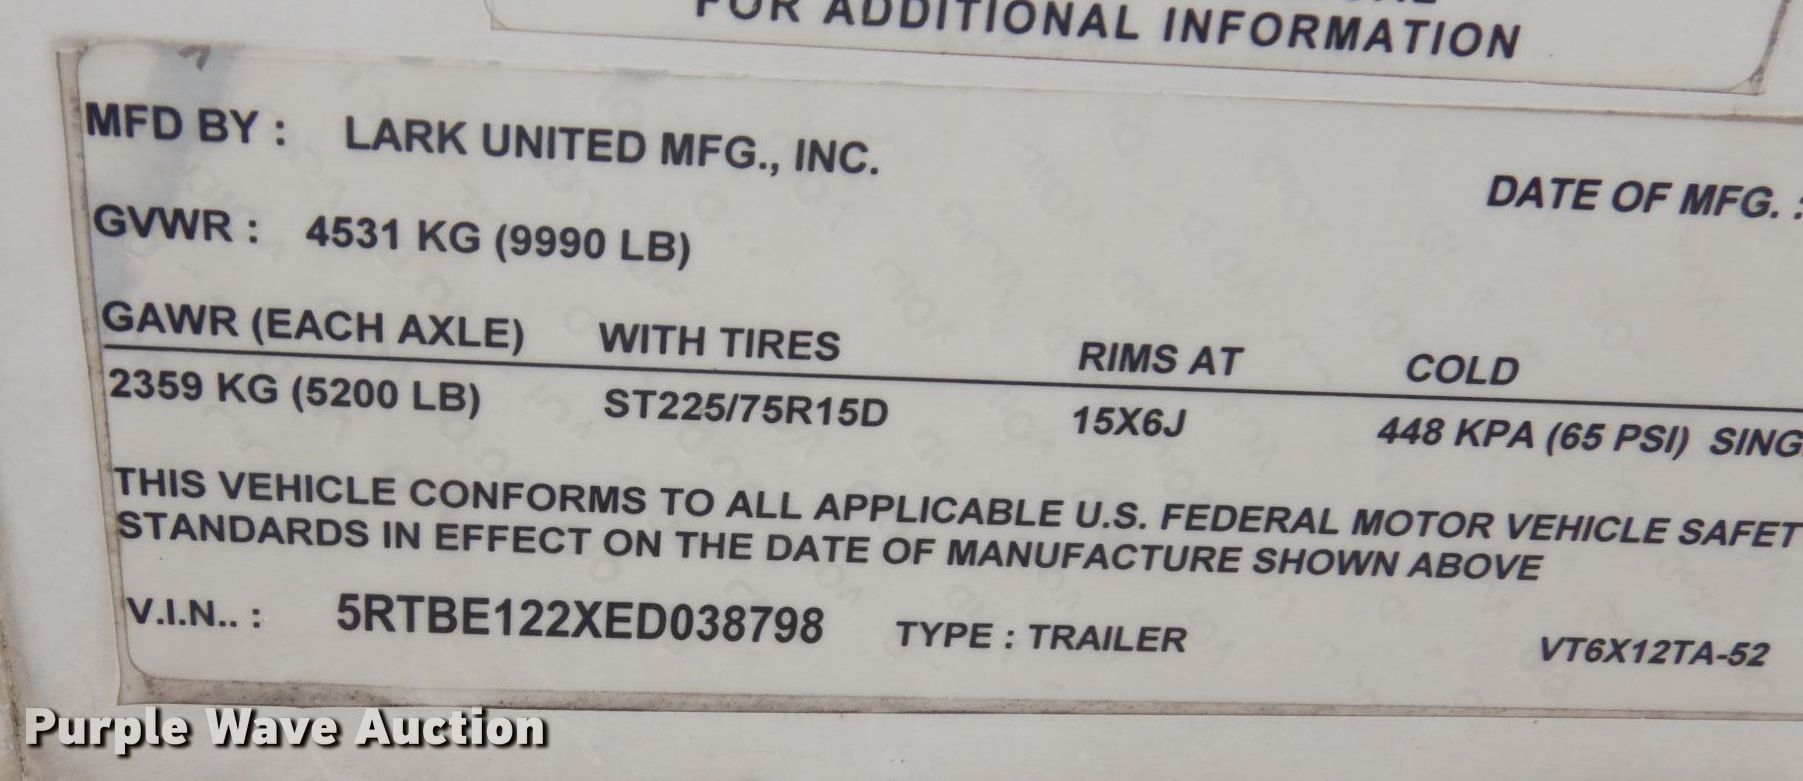 FOR ADDITIONAL INFORMATION
MFD BY : LARK UNITED MFG., INC.
DATE OF MFG. :
GVWR : 4531 KG (9990 LB)
GAWR (EACH AXLE) WITH TIRES RIMS AT COLD
2359 KG (5200 LB) ST225/75R15D 15X6J 448 KPA (65 PSI) SING
THIS VEHICLE CONFORMS TO ALL APPLICABLE U.S. FEDERAL MOTOR VEHICLE SAFET
STANDARDS IN EFFECT ON THE DATE OF MANUFACTURE SHOWN ABOVE
V.I.N.. : 5RTBE122XED038798 TYPE : TRAILER VT6X12TA-52
Purple Wave Auction